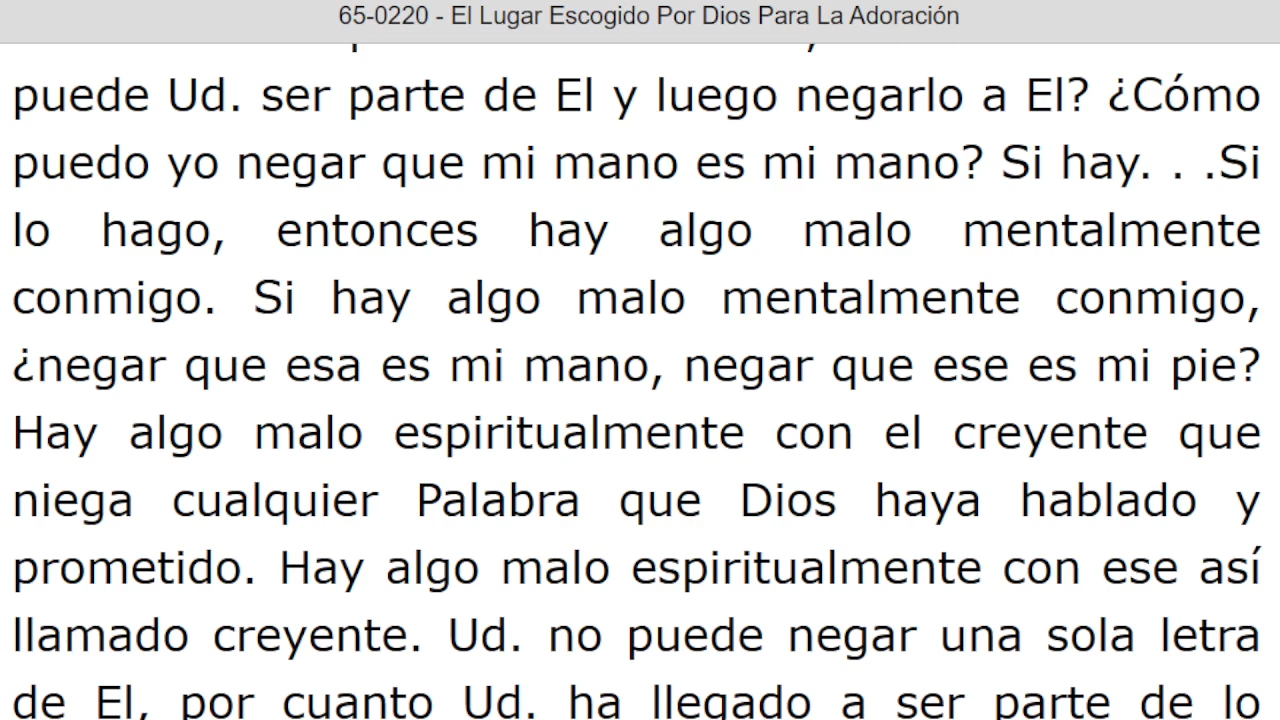 65-0220 - El Lugar Escogido Por Dios Para La Adoración
puede Ud. ser parte de El y luego negarlo a El? ¿Cómo
puedo yo negar que mi mano es mi mano? Si hay. . .Si
lo hago, entonces hay algo malo mentalmente
conmigo. Si hay algo malo mentalmente conmigo,
¿negar que esa es mi mano, negar que ese es mi pie?
Hay algo malo espiritualmente con el creyente que
niega cualquier Palabra que Dios haya hablado y
prometido. Hay algo malo espiritualmente con ese así
llamado creyente. Ud. no puede negar una sola letra
de El, por cuanto Ud. ha llegado a ser parte de lo